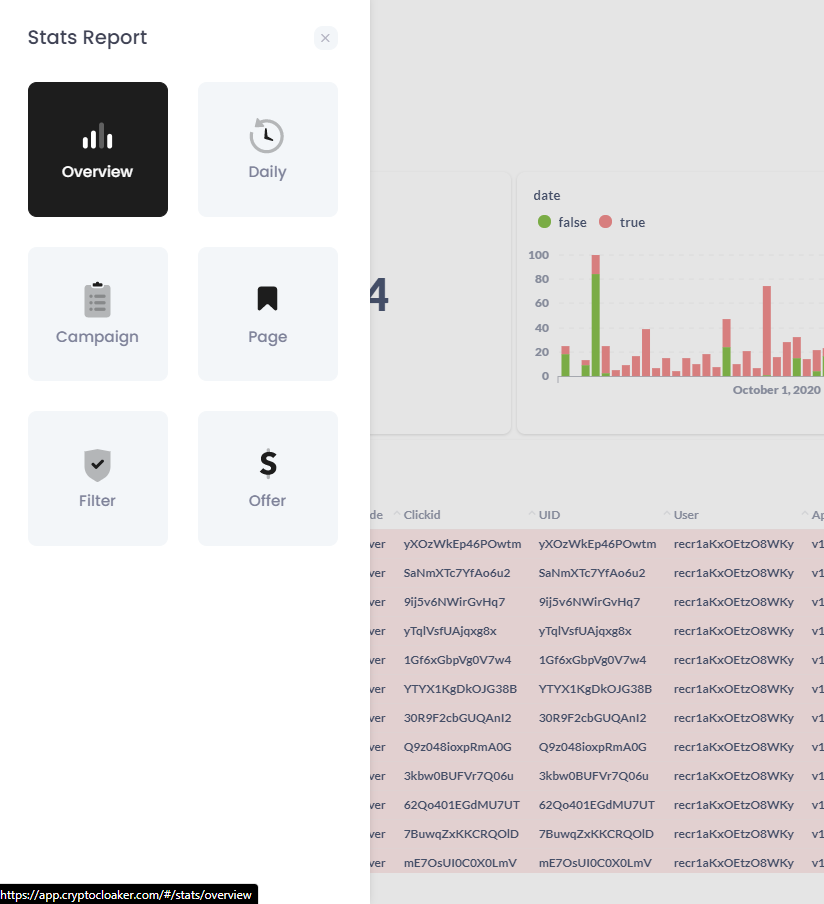 Stats Report
Overview
Daily
Campaign
Page
Filter
Offer
4
date
false true
100
80
60
40
20
0
October 1, 2020
de Clickid UID User Ap
ver yXOzWkEp46POwtm yXOzWkEp46POwtm recr1aKxOEtzO8WKy v1
ver SaNmXTc7YfAo6u2 SaNmXTc7YfAo6u2 recr1aKxOEtzO8WKy v1
ver 9ij5v6NWirGvHq7 9ij5v6NWirGvHq7 recr1aKxOEtzO8WKy v1
ver yTqlVsfUAjqxg8x yTqlVsfUAjqxg8x recr1aKxOEtzO8WKy v1
ver 1Gf6xGbpVg0V7w4 1Gf6xGbpVg0V7w4 recr1aKxOEtzO8WKy v1
ver YTYX1KgDkOJG38B YTYX1KgDkOJG38B recr1aKxOEtzO8WKy v1
ver 30R9F2cbGUQAnI2 30R9F2cbGUQAnI2 recr1aKxOEtzO8WKy v1
ver Q9z048ioxpRmA0G Q9z048ioxpRmA0G recr1aKxOEtzO8WKy v1
ver 3kbw0BUFVr7Q06u 3kbw0BUFVr7Q06u recr1aKxOEtzO8WKy v1
ver 62Qo401EGdMU7UT 62Qo401EGdMU7UT recr1aKxOEtzO8WKy v1
ver 7BuwqZxKKCRQOlD 7BuwqZxKKCRQOlD recr1aKxOEtzO8WKy v1
ver mE7OsUI0C0X0LmV mE7OsUI0C0X0LmV recr1aKxOEtzO8WKy v1
https://app.cryptocloaker.com/#/stats/overview